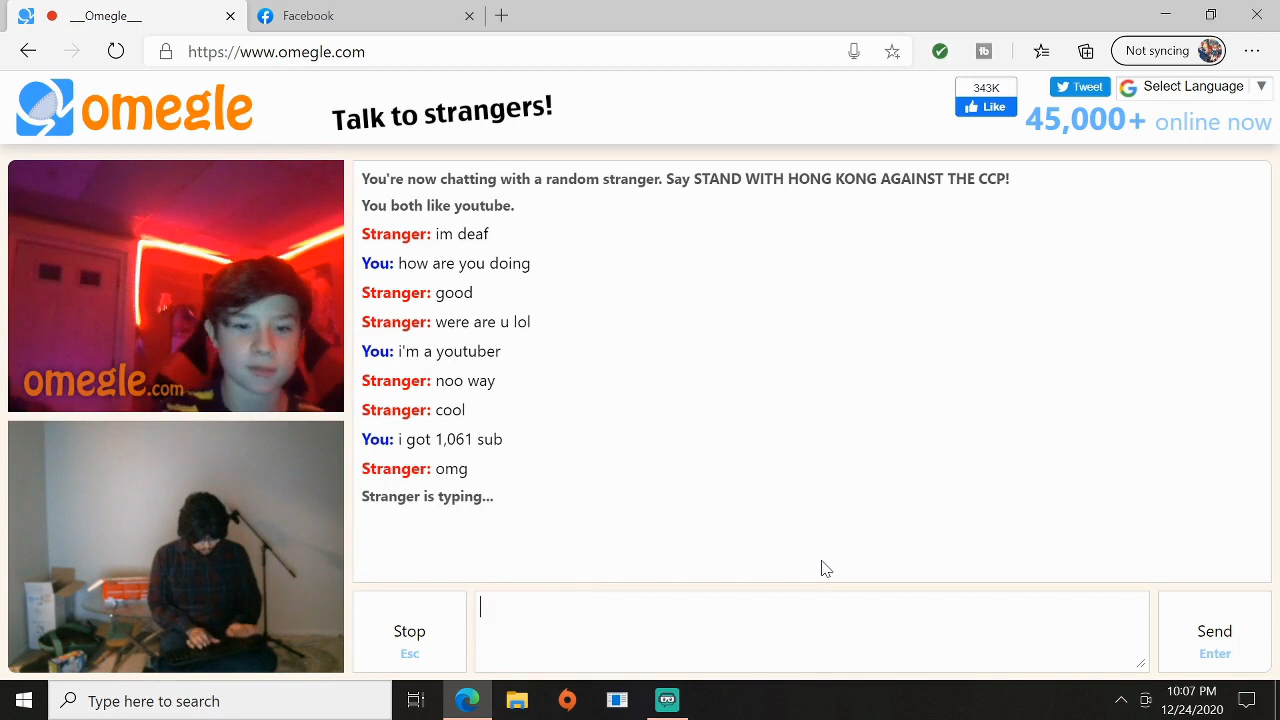 __Omegle__
Facebook
https://www.omegle.com
Not syncing
omegle
Talk to strangers!
343K
Like
Tweet
Select Language
45,000+ online now
You're now chatting with a random stranger. Say STAND WITH HONG KONG AGAINST THE CCP!
You both like youtube.
Stranger: im deaf
You: how are you doing
Stranger: good
Stranger: were are u lol
You: i'm a youtuber
Stranger: noo way
Stranger: cool
You: i got 1,061 sub
Stranger: omg
Stranger is typing...
omegle.com
Stop
Esc
Send
Enter
Type here to search
10:07 PM
12/24/2020